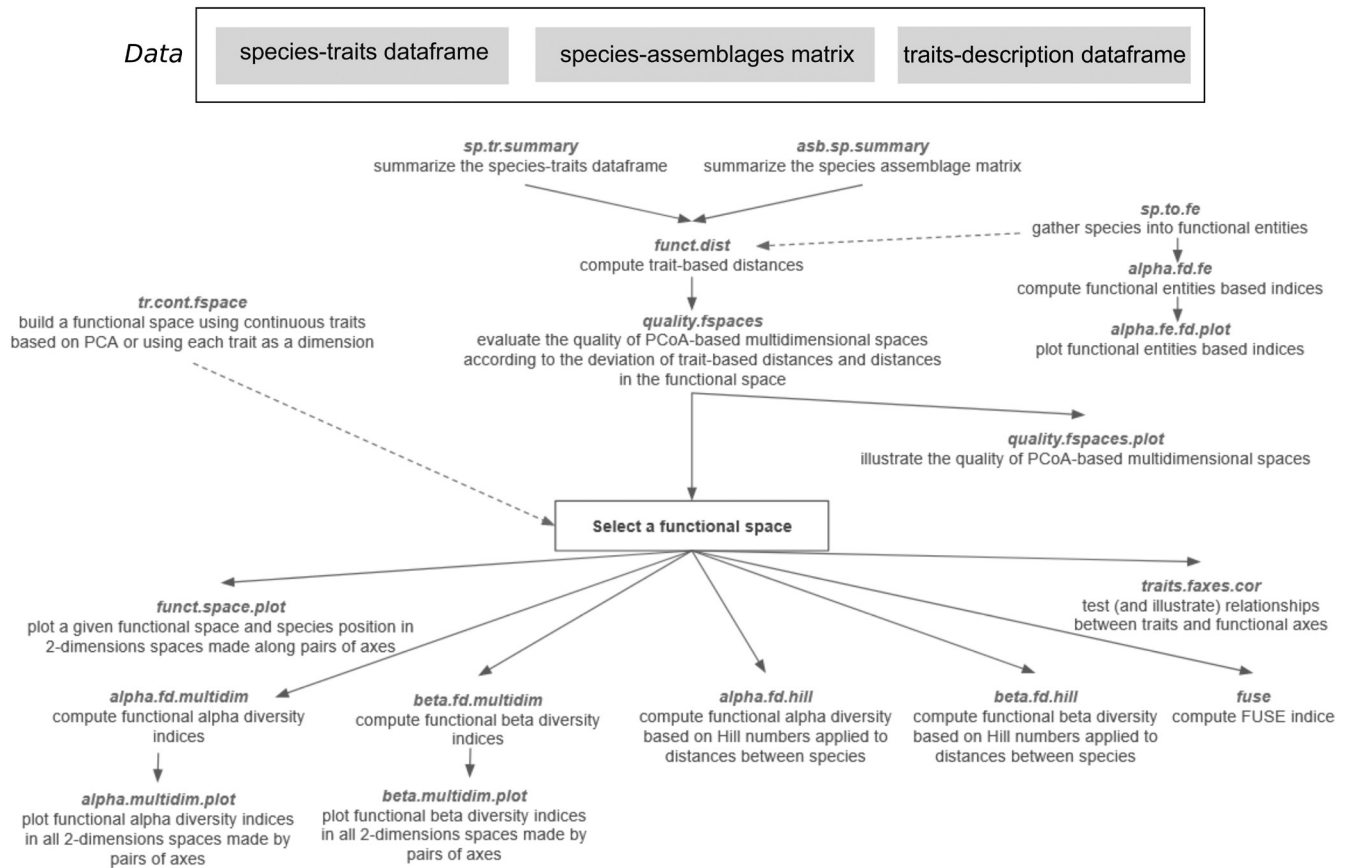 Data
species-traits dataframe
species-assemblages matrix
traits-description dataframe
sp.tr.summary
summarize the species-traits dataframe
asb.sp.summary
summarize the species assemblage matrix
sp.to.fe
gather species into functional entities
funct.dist
compute trait-based distances
alpha.fd.fe
compute functional entities based indices
tr.cont.fspace
build a functional space using continuous traits
based on PCA or using each trait as a dimension
quality.fspaces
evaluate the quality of PCoA-based multidimensional spaces
according to the deviation of trait-based distances and distances
in the functional space
alpha.fe.fd.plot
plot functional entities based indices
quality.fspaces.plot
illustrate the quality of PCoA-based multidimensional spaces
Select a functional space
funct.space.plot
plot a given functional space and species position in
2-dimensions spaces made along pairs of axes
traits.faxes.cor
test (and illustrate) relationships
between traits and functional axes
alpha.fd.multidim
compute functional alpha diversity
indices
beta.fd.multidim
compute functional beta diversity
indices
alpha.fd.hill
compute functional alpha diversity
based on Hill numbers applied to
distances between species
beta.fd.hill
compute functional beta diversity
based on Hill numbers applied to
distances between species
fuse
compute FUSE indice
alpha.multidim.plot
plot functional alpha diversity indices
in all 2-dimensions spaces made by
pairs of axes
beta.multidim.plot
plot functional beta diversity indices
in all 2-dimensions spaces made by
pairs of axes